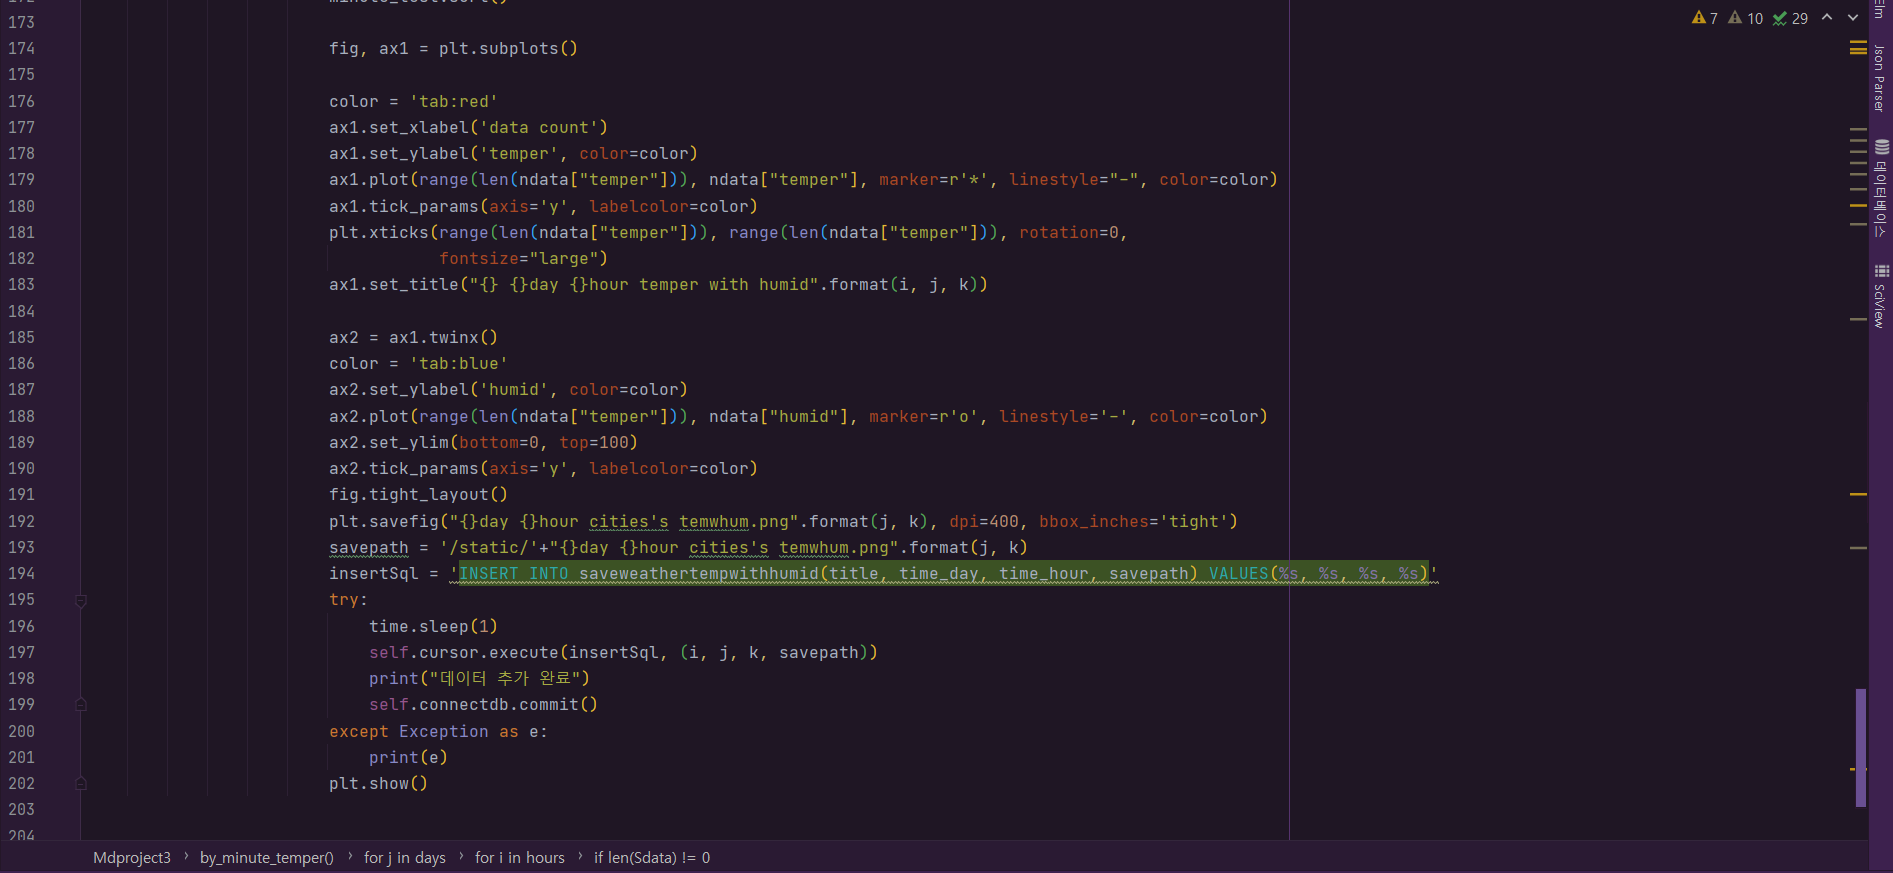 173
174 fig, ax1 = plt.subplots()
175
176 color = 'tab:red'
177 ax1.set_xlabel('data count')
178 ax1.set_ylabel('temper', color=color)
179 ax1.plot(range(len(ndata["temper"])), ndata["temper"], marker=r'*', linestyle="-", color=color)
180 ax1.tick_params(axis='y', labelcolor=color)
181 plt.xticks(range(len(ndata["temper"])), range(len(ndata["temper"])), rotation=0,
182 fontsize="large")
183 ax1.set_title("{} {}day {}hour temper with humid".format(i, j, k))
184
185 ax2 = ax1.twinx()
186 color = 'tab:blue'
187 ax2.set_ylabel('humid', color=color)
188 ax2.plot(range(len(ndata["temper"])), ndata["humid"], marker=r'o', linestyle='-', color=color)
189 ax2.set_ylim(bottom=0, top=100)
190 ax2.tick_params(axis='y', labelcolor=color)
191 fig.tight_layout()
192 plt.savefig("{}day {}hour cities's temwhum.png".format(j, k), dpi=400, bbox_inches='tight')
193 savepath = '/static/'+"{}day {}hour cities's temwhum.png".format(j, k)
194 insertSql = 'INSERT INTO saveweathertempwithhumid(title, time_day, time_hour, savepath) VALUES(%s, %s, %s, %s)'
195 try:
196 time.sleep(1)
197 self.cursor.execute(insertSql, (i, j, k, savepath))
198 print("데이터 추가 완료")
199 self.connectdb.commit()
200 except Exception as e:
201 print(e)
202 plt.show()
203
204
7 10 29
Elm
Json Parser
데이터베이스
SciView
Mdproject3 › by_minute_temper() › for j in days › for i in hours › if len(Sdata) != 0